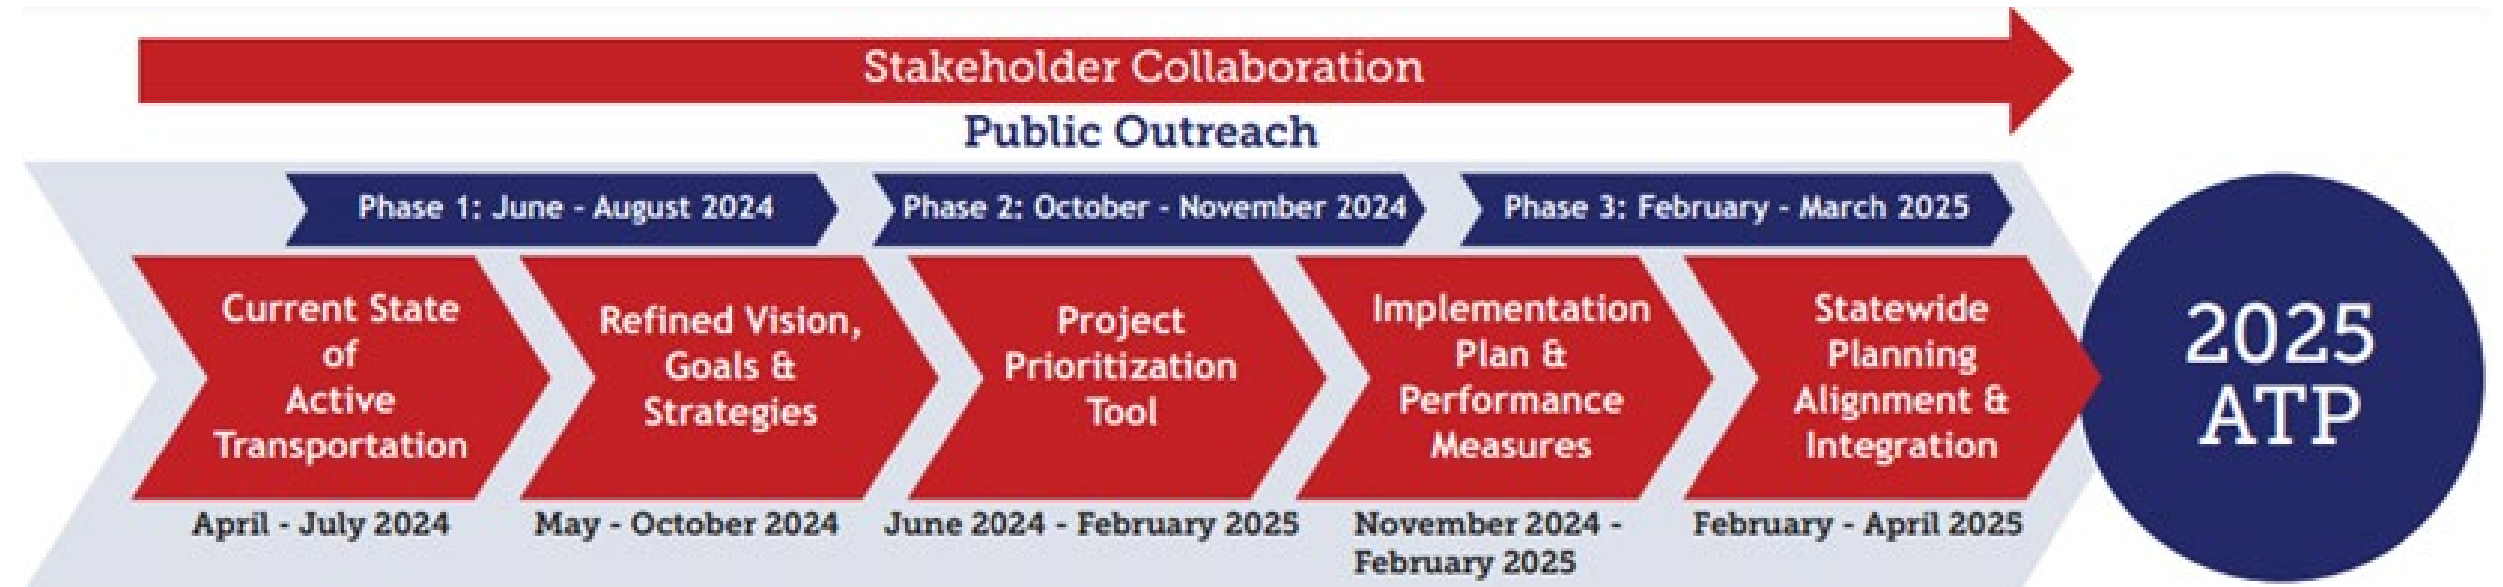 Stakeholder Collaboration
Public Outreach
Phase 1: June - August 2024
Phase 2: October - November 2024
Phase 3: February - March 2025
Current State
of
Active
Transportation
Refined Vision,
Goals &
Strategies
Project
Prioritization
Tool
Implementation
Plan &
Performance
Measures
Statewide
Planning
Alignment &
Integration
2025
ATP
April - July 2024
May - October 2024
June 2024 - February 2025
November 2024 -
February 2025
February - April 2025